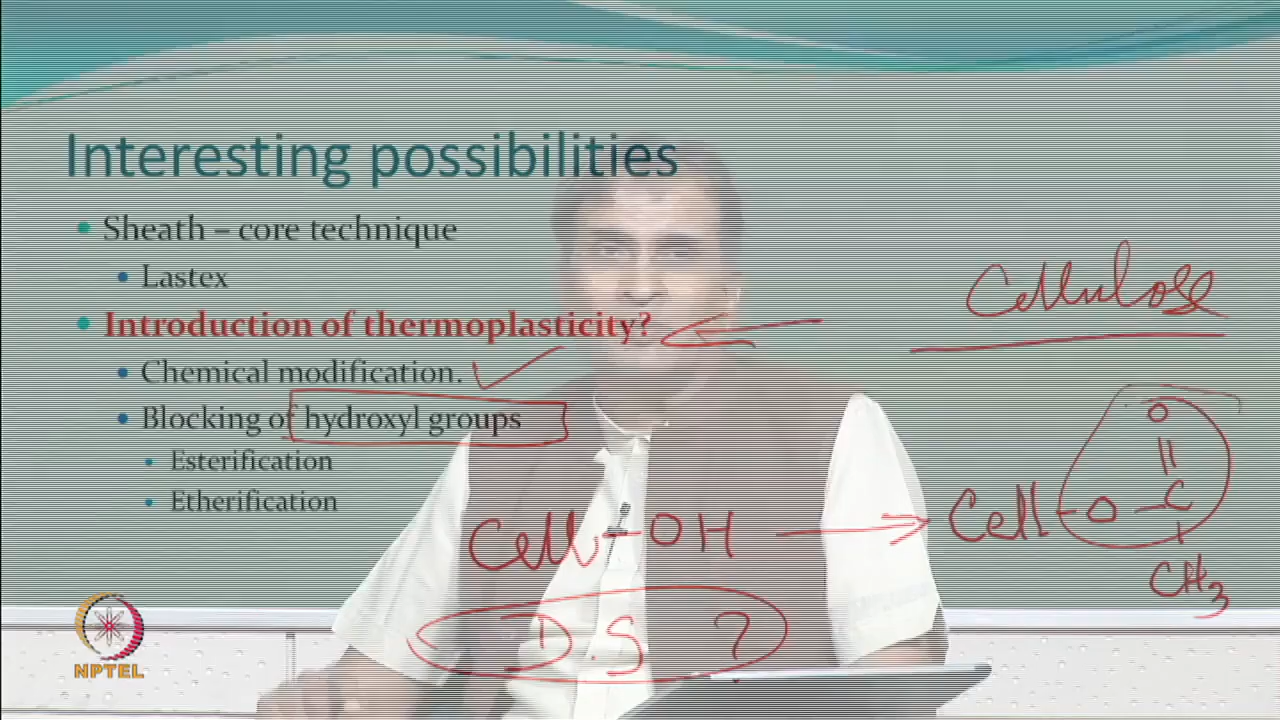 Interesting possibilities
• Sheath – core technique
• Lastex
• Introduction of thermoplasticity?
• Chemical modification.
• Blocking of hydroxyl groups
• Esterification
• Etherification
Cellulose
Cell-OH → Cell-O-C
O
||
CH3
D.S ?
NPTEL